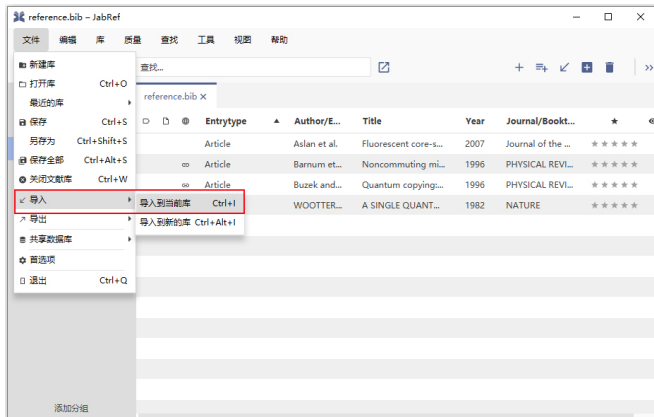 reference.bib – JabRef
文件 编辑 库 质量 查找 工具 视图 帮助
新建库
查找...
打开库 Ctrl+O
最近的库
reference.bib
保存 Ctrl+S
Entrytype Author/E... Title Year Journal/Bookt...
另存为 Ctrl+Shift+S
Article Aslan et al. Fluorescent core-s... 2007 Journal of the ...
保存全部 Ctrl+Alt+S
Article Barnum et... Noncommuting mi... 1996 PHYSICAL REVI...
关闭文献库 Ctrl+W
Article Buzek and... Quantum copying:... 1996 PHYSICAL REVI...
导入
导入到当前库 Ctrl+I
WOOTTER... A SINGLE QUANT... 1982 NATURE
导出
导入到新的库 Ctrl+Alt+I
共享数据库
首选项
退出 Ctrl+Q
添加分组